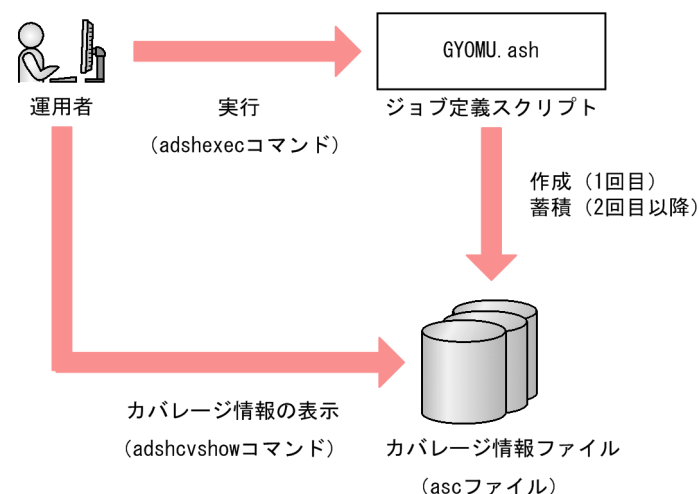 GYOMU.ash
運用者
実行
ジョブ定義スクリプト
(adshexecコマンド)
作成(1回目)
蓄積(2回目以降)
カバレージ情報の表示
(adshcvshowコマンド)
カバレージ情報ファイル
(ascファイル)